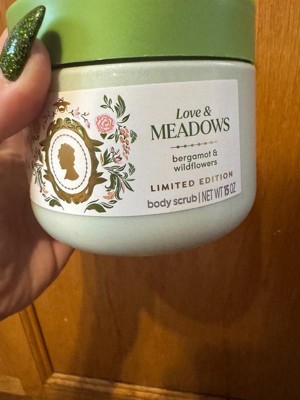 Love &
MEADOWS
bergamot &
wildflowers
LIMITED EDITION
body scrub | NET WT 15 OZ